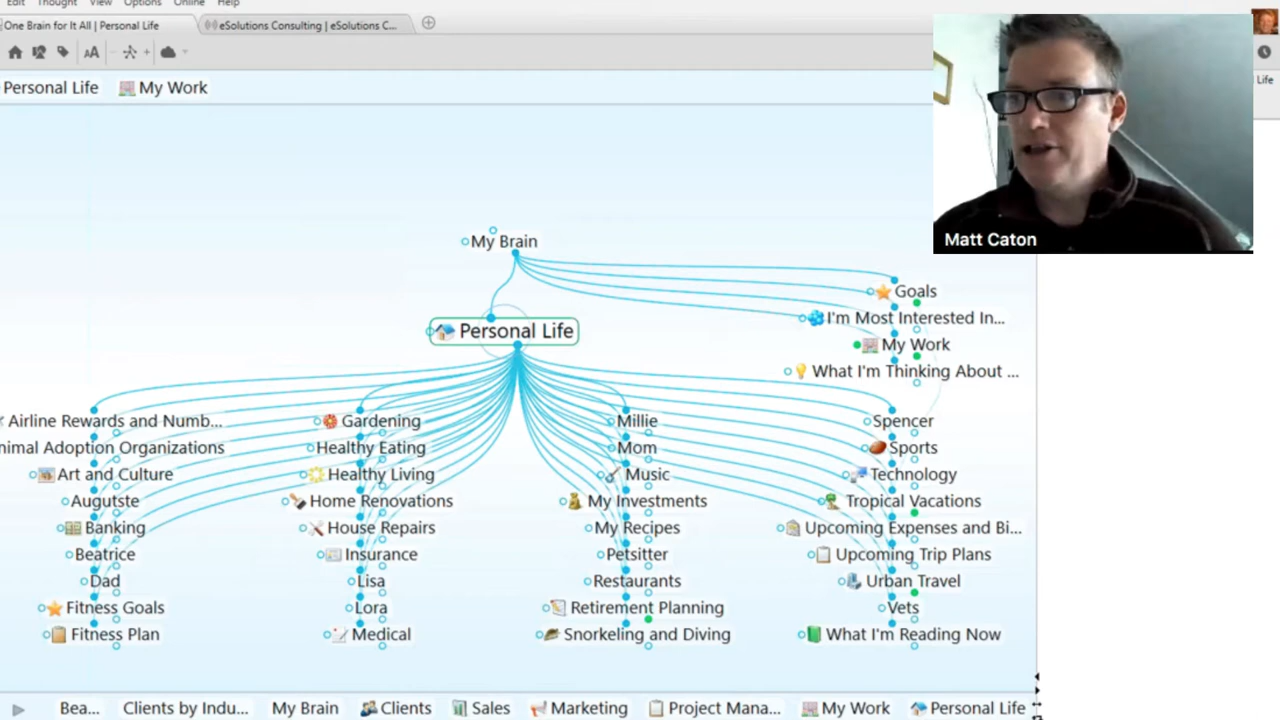 Edit Thought View Options Online Help
One Brain for It All | Personal Life
eSolutions Consulting | eSolutions C...
AA
Personal Life
My Work
Life
Matt Caton
My Brain
Goals
I'm Most Interested In...
My Work
What I'm Thinking About ...
Personal Life
Airline Rewards and Numb...
nimal Adoption Organizations
Art and Culture
Augutste
Banking
Beatrice
Dad
Fitness Goals
Fitness Plan
Gardening
Healthy Eating
Healthy Living
Home Renovations
House Repairs
Insurance
Lisa
Lora
Medical
Millie
Mom
Music
My Investments
My Recipes
Petsitter
Restaurants
Retirement Planning
Snorkeling and Diving
Spencer
Sports
Technology
Tropical Vacations
Upcoming Expenses and Bi...
Upcoming Trip Plans
Urban Travel
Vets
What I'm Reading Now
Bea... Clients by Indu... My Brain Clients Sales Marketing Project Mana... My Work Personal Life